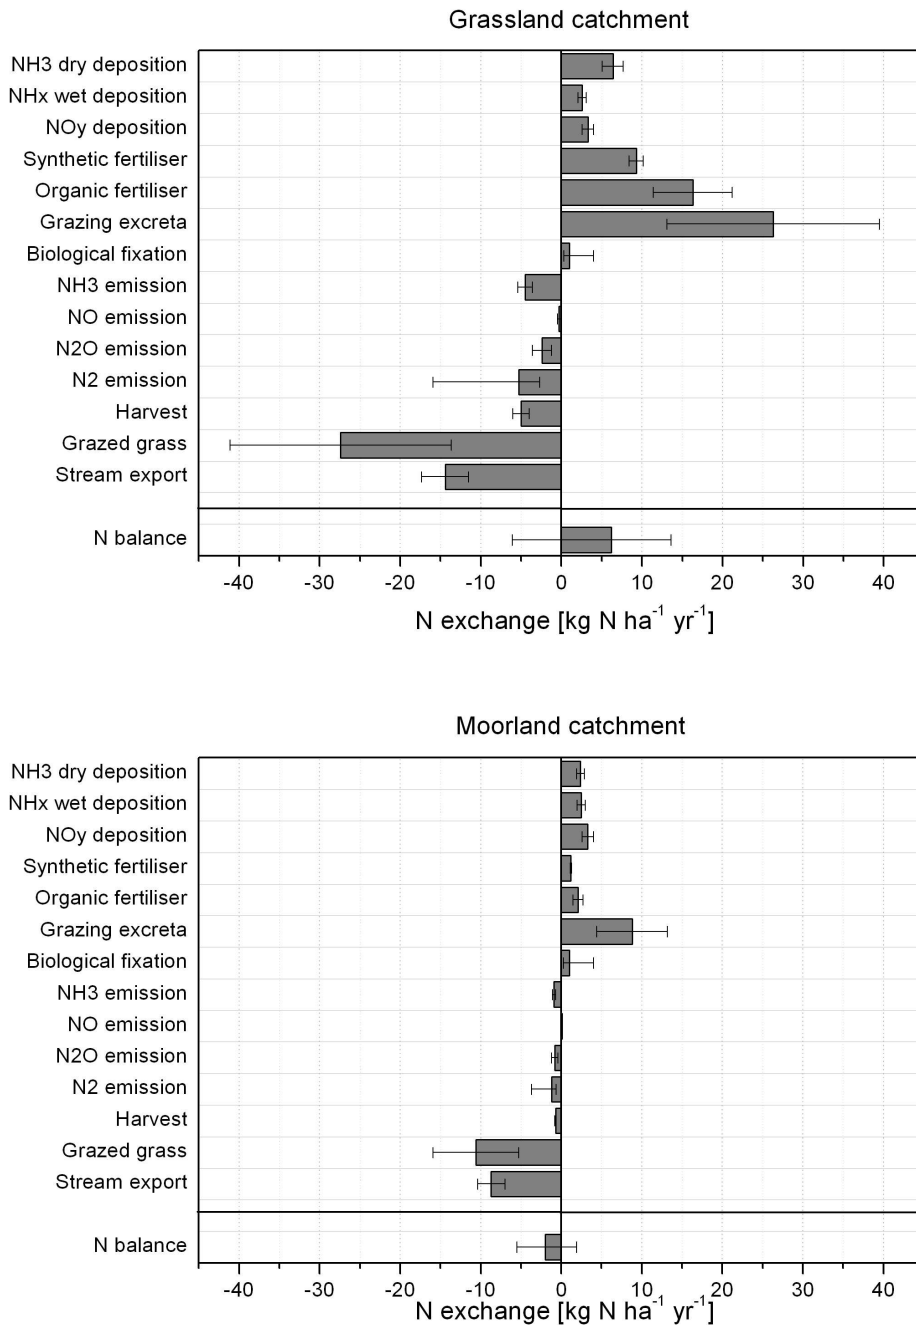 Grassland catchment
NH3 dry deposition
NHx wet deposition
NOy deposition
Synthetic fertiliser
Organic fertiliser
Grazing excreta
Biological fixation
NH3 emission
NO emission
N2O emission
N2 emission
Harvest
Grazed grass
Stream export
N balance
-40 -30 -20 -10 0 10 20 30 40
N exchange [kg N ha⁻¹ yr⁻¹]
Moorland catchment
NH3 dry deposition
NHx wet deposition
NOy deposition
Synthetic fertiliser
Organic fertiliser
Grazing excreta
Biological fixation
NH3 emission
NO emission
N2O emission
N2 emission
Harvest
Grazed grass
Stream export
N balance
-40 -30 -20 -10 0 10 20 30 40
N exchange [kg N ha⁻¹ yr⁻¹]